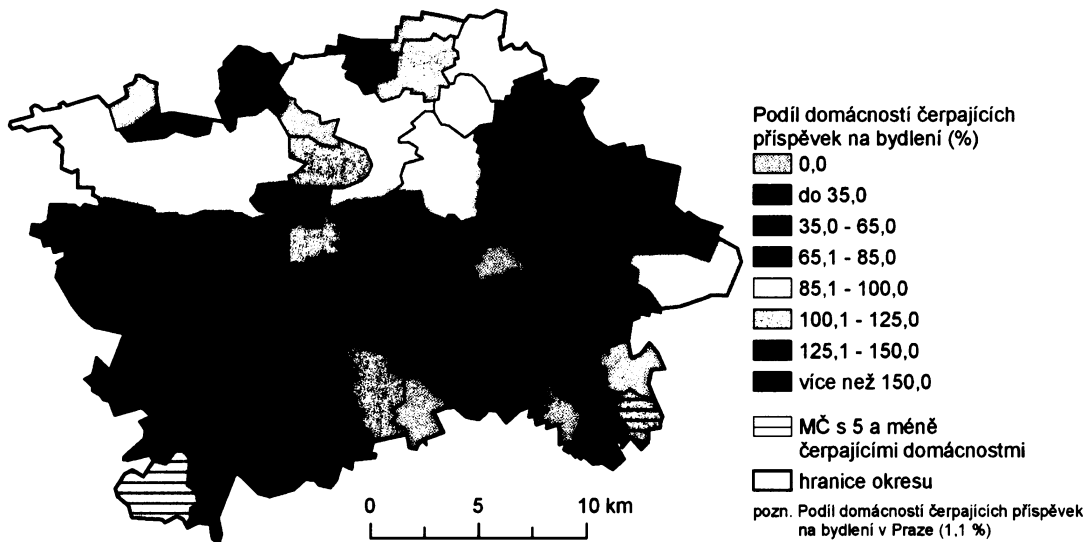 Podíl domácností čerpajících
příspěvek na bydlení (%)
0,0
do 35,0
35,0 - 65,0
65,1 - 85,0
85,1 - 100,0
100,1 - 125,0
125,1 - 150,0
více než 150,0
MČ s 5 a méně
čerpajícími domácnostmi
hranice okresu
pozn. Podíl domácností čerpajících příspěvek
na bydlení v Praze (1,1 %)
0 5 10 km